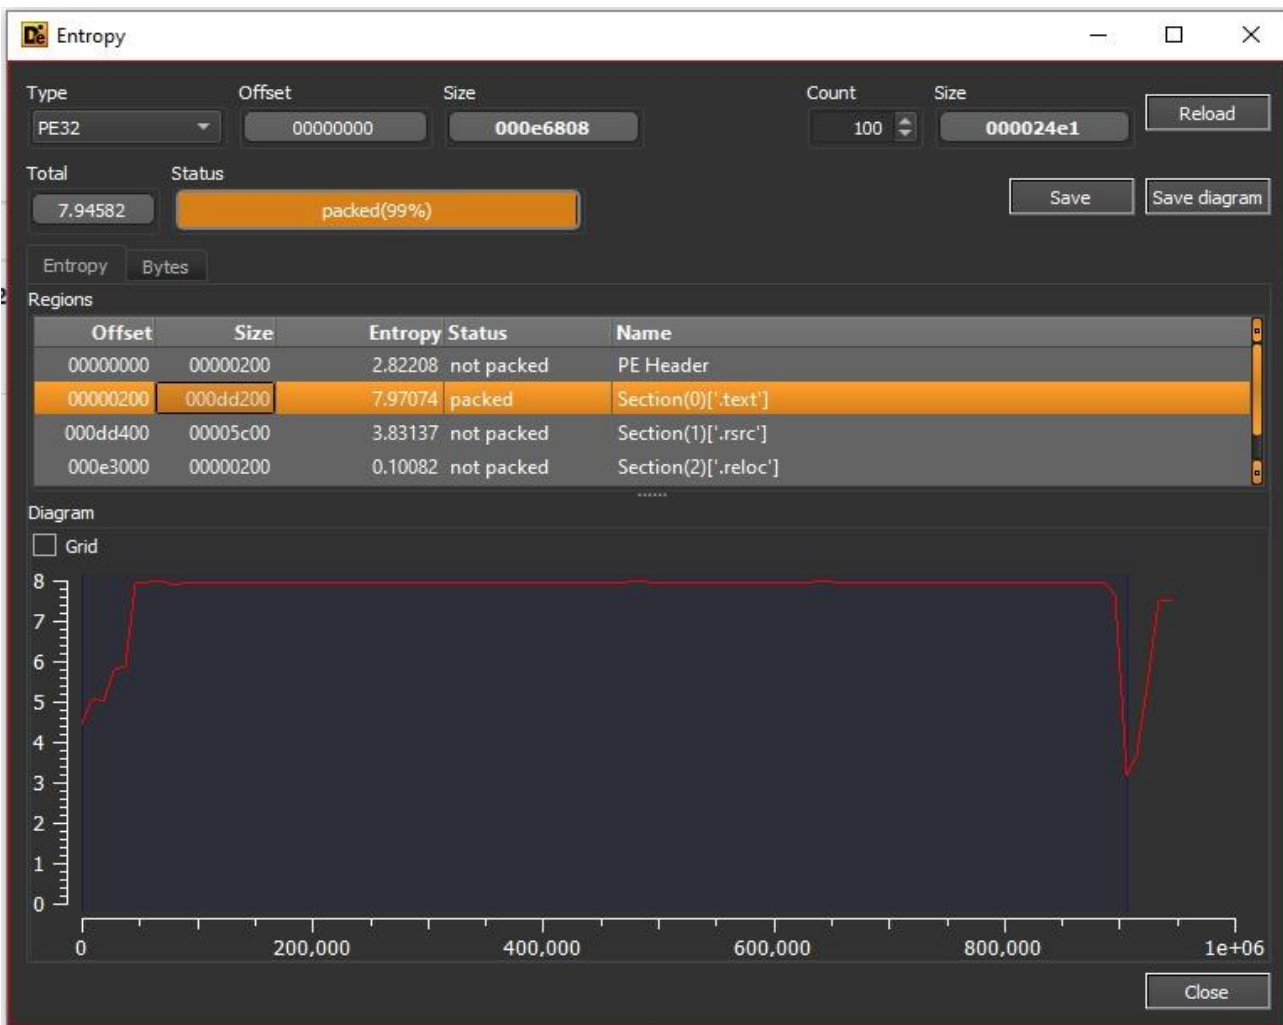 Entropy
Type Offset Size Count Size
PE32 00000000 000e6808 100 000024e1 Reload
Total Status
7.94582 packed(99%) Save Save diagram
Entropy Bytes
Regions
Offset Size Entropy Status Name
00000000 00000200 2.82208 not packed PE Header
00000200 000dd200 7.97074 packed Section(0)['.text']
000dd400 00005c00 3.83137 not packed Section(1)['.rsrc']
000e3000 00000200 0.10082 not packed Section(2)['.reloc']
Diagram
Grid
8
7
6
5
4
3
2
1
0
0 200,000 400,000 600,000 800,000 1e+06
Close